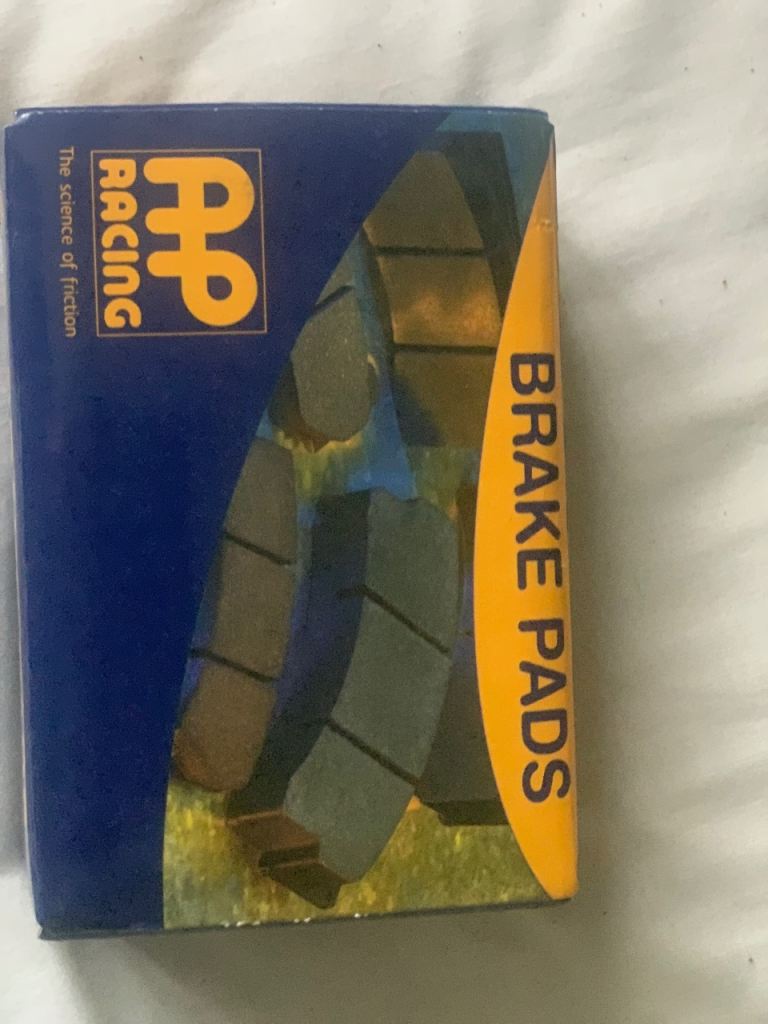 AP
RACING
The science of friction
BRAKE PADS